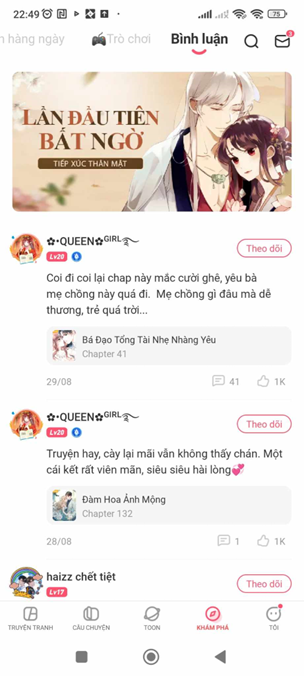 22:49
75
n hàng ngày
Trò chơi
Bình luận
LẦN ĐẦU TIÊN
BẤT NGỜ
TIẾP XÚC THÂN MẬT
✿•QUEEN✿ᴳᴵᴿᴸ࿐
Lv20
Theo dõi
Coi đi coi lại chap này mắc cười ghê, yêu bà
mẹ chồng này quá đi. Mẹ chồng gì đâu mà dễ
thương, trẻ quá trời...
Bá Đạo Tổng Tài Nhẹ Nhàng Yêu
Chapter 41
29/08
41
1K
✿•QUEEN✿ᴳᴵᴿᴸ࿐
Lv20
Theo dõi
Truyện hay, cày lại mãi vẫn không thấy chán. Một
cái kết rất viên mãn, siêu siêu hài lòng💞
Đàm Hoa Ánh Mộng
Chapter 132
28/08
1
1K
haizz chết tiệt
Lv17
Theo dõi
TRUYỆN TRANH
CÂU CHUYỆN
TOON
KHÁM PHÁ
TÔI